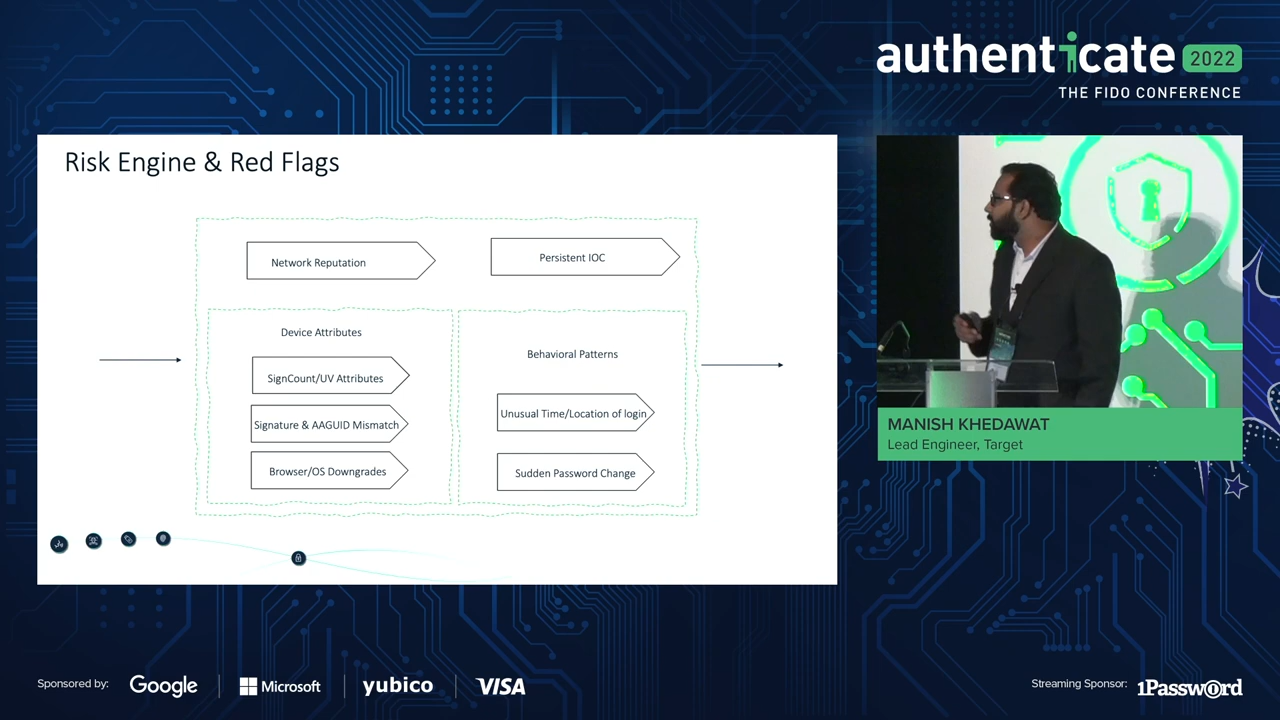 authenticate 2022
THE FIDO CONFERENCE
Risk Engine & Red Flags
Network Reputation
Persistent IOC
Device Attributes
SignCount/UV Attributes
Signature & AAGUID Mismatch
Browser/OS Downgrades
Behavioral Patterns
Unusual Time/Location of login
Sudden Password Change
MANISH KHEDAWAT
Lead Engineer, Target
Sponsored by:
Google
Microsoft
yubico
VISA
Streaming Sponsor:
1Password